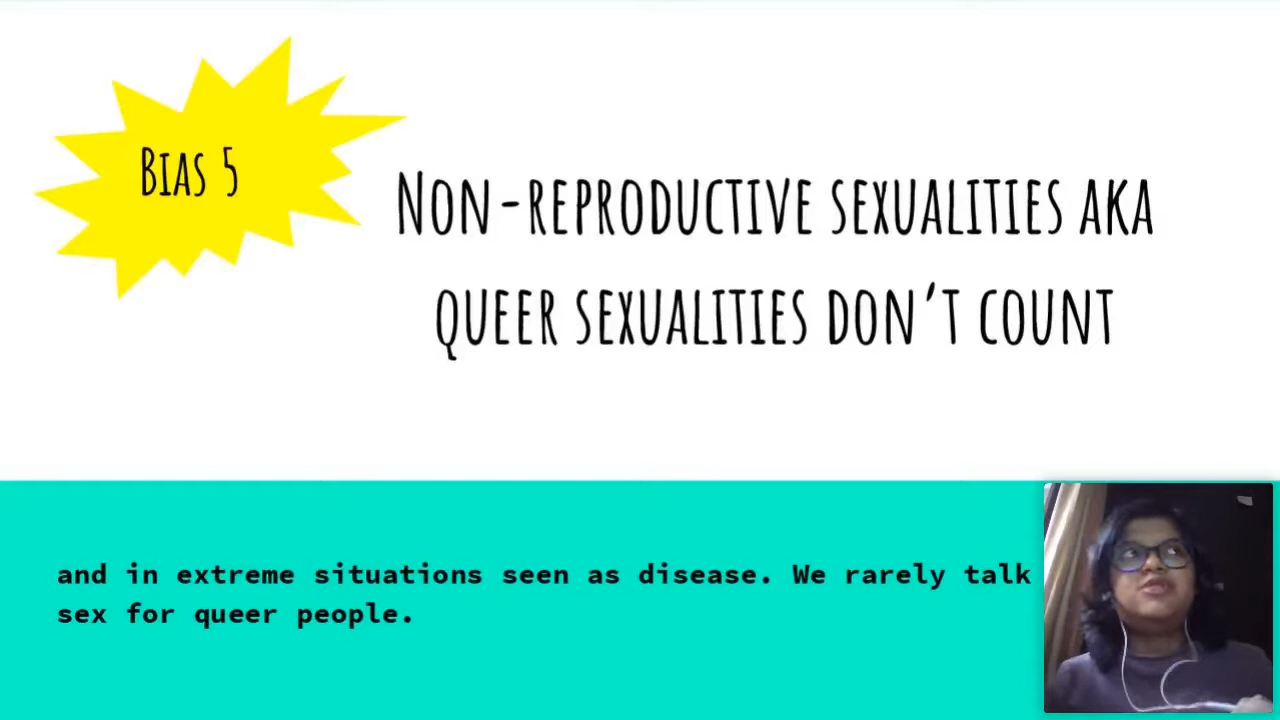 Bias 5
Non-reproductive sexualities aka
queer sexualities don’t count
and in extreme situations seen as disease. We rarely talk
sex for queer people.